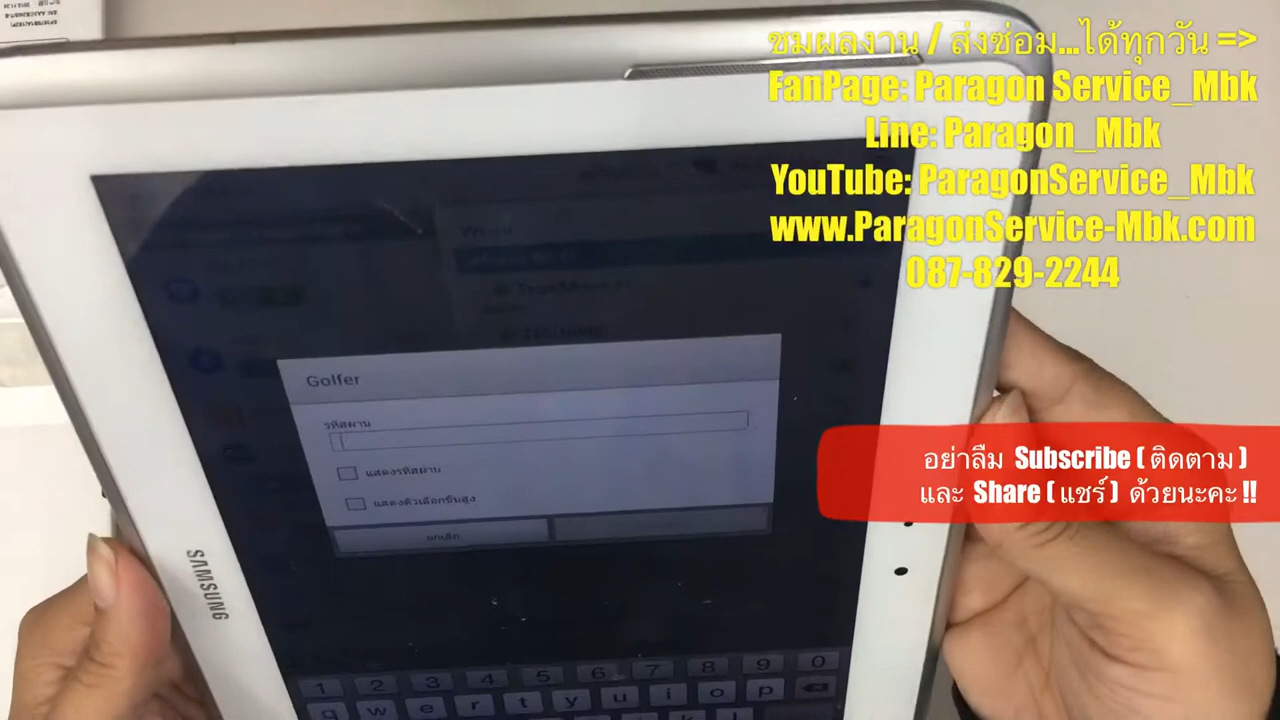 ชมผลงาน / ส่งซ่อม...ได้ทุกวัน =>
FanPage: Paragon Service_Mbk
Line: Paragon_Mbk
YouTube: ParagonService_Mbk
www.ParagonService-Mbk.com
087-829-2244
Golfer
รหัสผ่าน
แสดงรหัสผ่าน
แสดงตัวเลือกขั้นสูง
ยกเลิก
อย่าลืม Subscribe ( ติดตาม )
และ Share ( แชร์ ) ด้วยนะคะ !!
SAMSUNG
1 2 3 4 5 6 7 8 9 0
q w e r t y u i o p